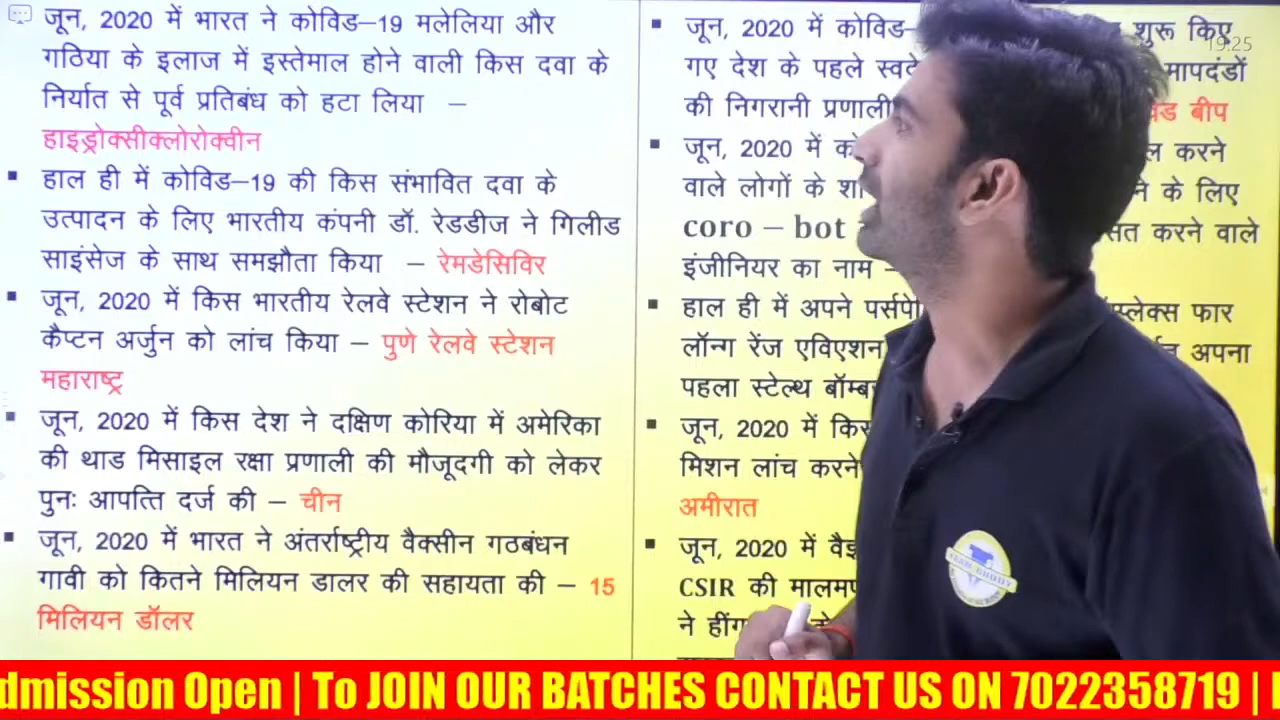 जून, 2020 में भारत ने कोविड–19 मलेलिया और
गठिया के इलाज में इस्तेमाल होने वाली किस दवा के
निर्यात से पूर्व प्रतिबंध को हटा लिया –
हाइड्रोक्सीक्लोरोक्वीन
▪ हाल ही में कोविड–19 की किस संभावित दवा के
उत्पादन के लिए भारतीय कंपनी डॉ. रेडडीज ने गिलीड
साइंसेज के साथ समझौता किया – रेमडेसिविर
▪ जून, 2020 में किस भारतीय रेलवे स्टेशन ने रोबोट
कैप्टन अर्जुन को लांच किया – पुणे रेलवे स्टेशन
महाराष्ट्र
▪ जून, 2020 में किस देश ने दक्षिण कोरिया में अमेरिका
की थाड मिसाइल रक्षा प्रणाली की मौजूदगी को लेकर
पुनः आपत्ति दर्ज की – चीन
▪ जून, 2020 में भारत ने अंतर्राष्ट्रीय वैक्सीन गठबंधन
गावी को कितने मिलियन डालर की सहायता की – 15
मिलियन डॉलर
▪ जून, 2020 में कोविड– शुरू किए
19:25
गए देश के पहले मापदंडों
की निगरानी प्रणाली बीप
▪ जून, 2020 में करने
वाले लोगों के के लिए
coro – bot करने वाले
इंजीनियर का नाम –
▪ हाल ही में अपने फार
लॉन्ग रेंज एविएशन अपना
पहला स्टेल्थ
▪ जून, 2020 में किस
मिशन लांच करने
अमीरात
▪ जून, 2020 में
CSIR की
ने
dmission Open | To JOIN OUR BATCHES CONTACT US ON 7022358719 |